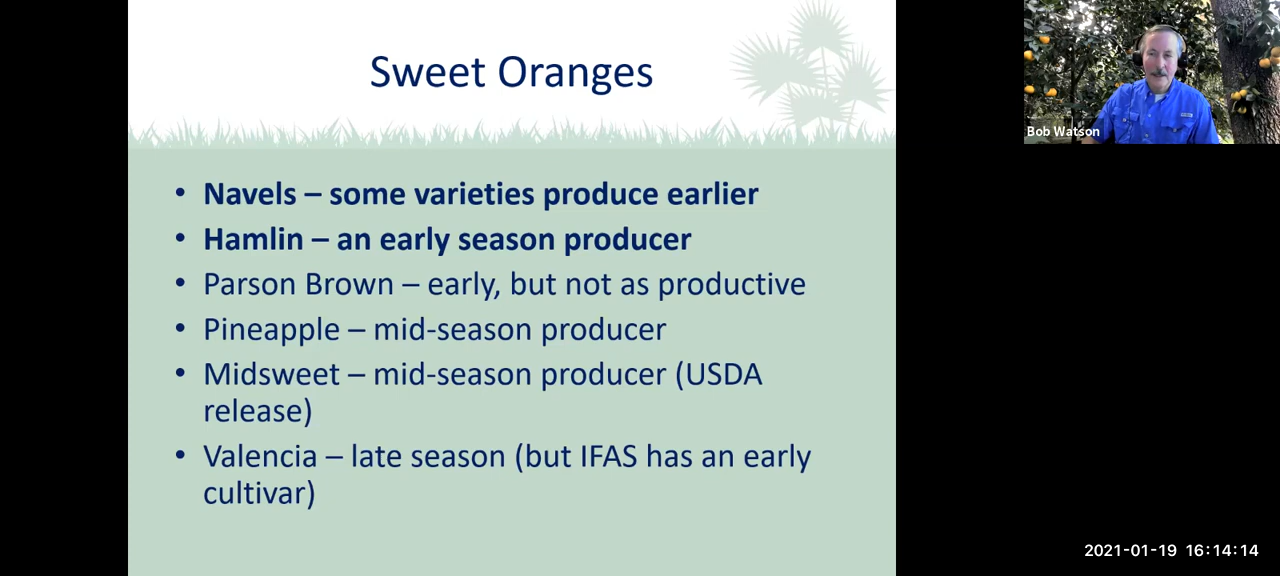 Sweet Oranges
• Navels – some varieties produce earlier
• Hamlin – an early season producer
• Parson Brown – early, but not as productive
• Pineapple – mid-season producer
• Midsweet – mid-season producer (USDA
release)
• Valencia – late season (but IFAS has an early
cultivar)
Bob Watson
2021-01-19 16:14:14